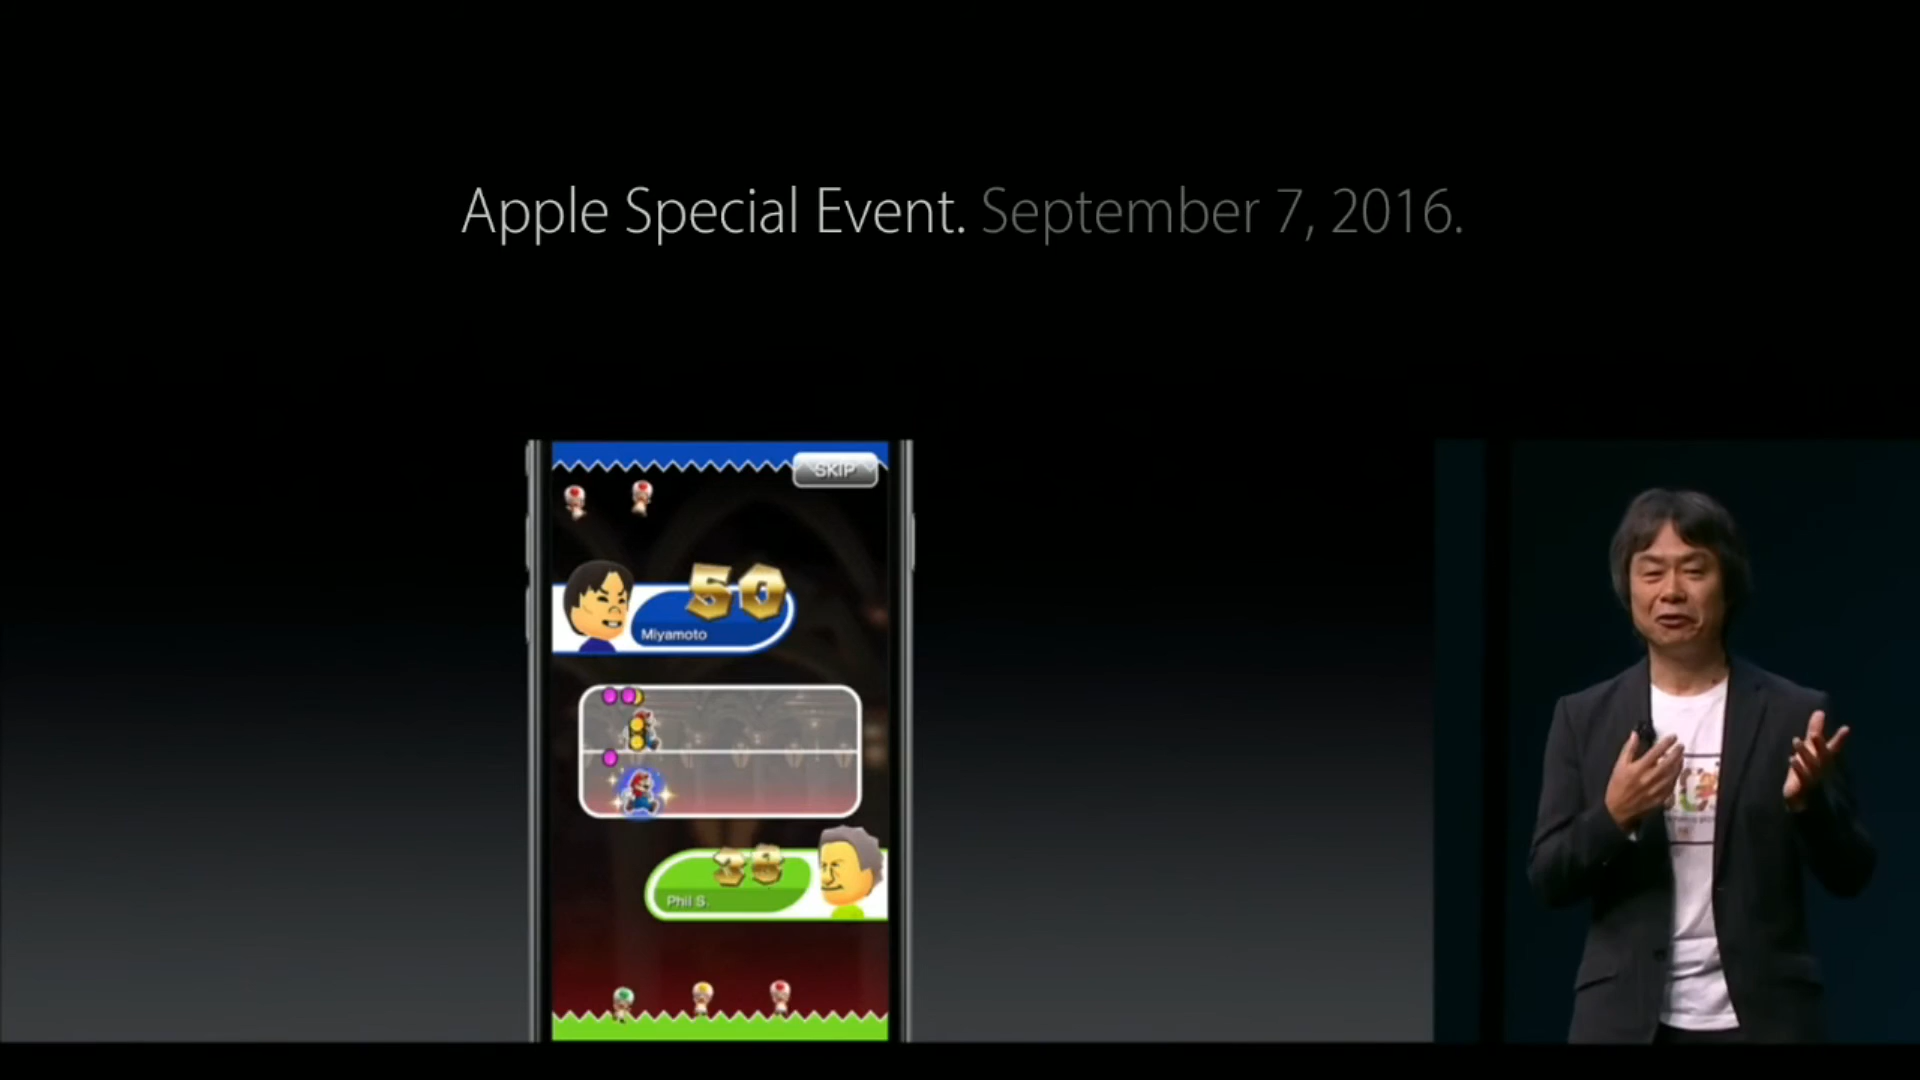 Apple Special Event. September 7, 2016.
SKIP
50
Miyamoto
38
Phil S.